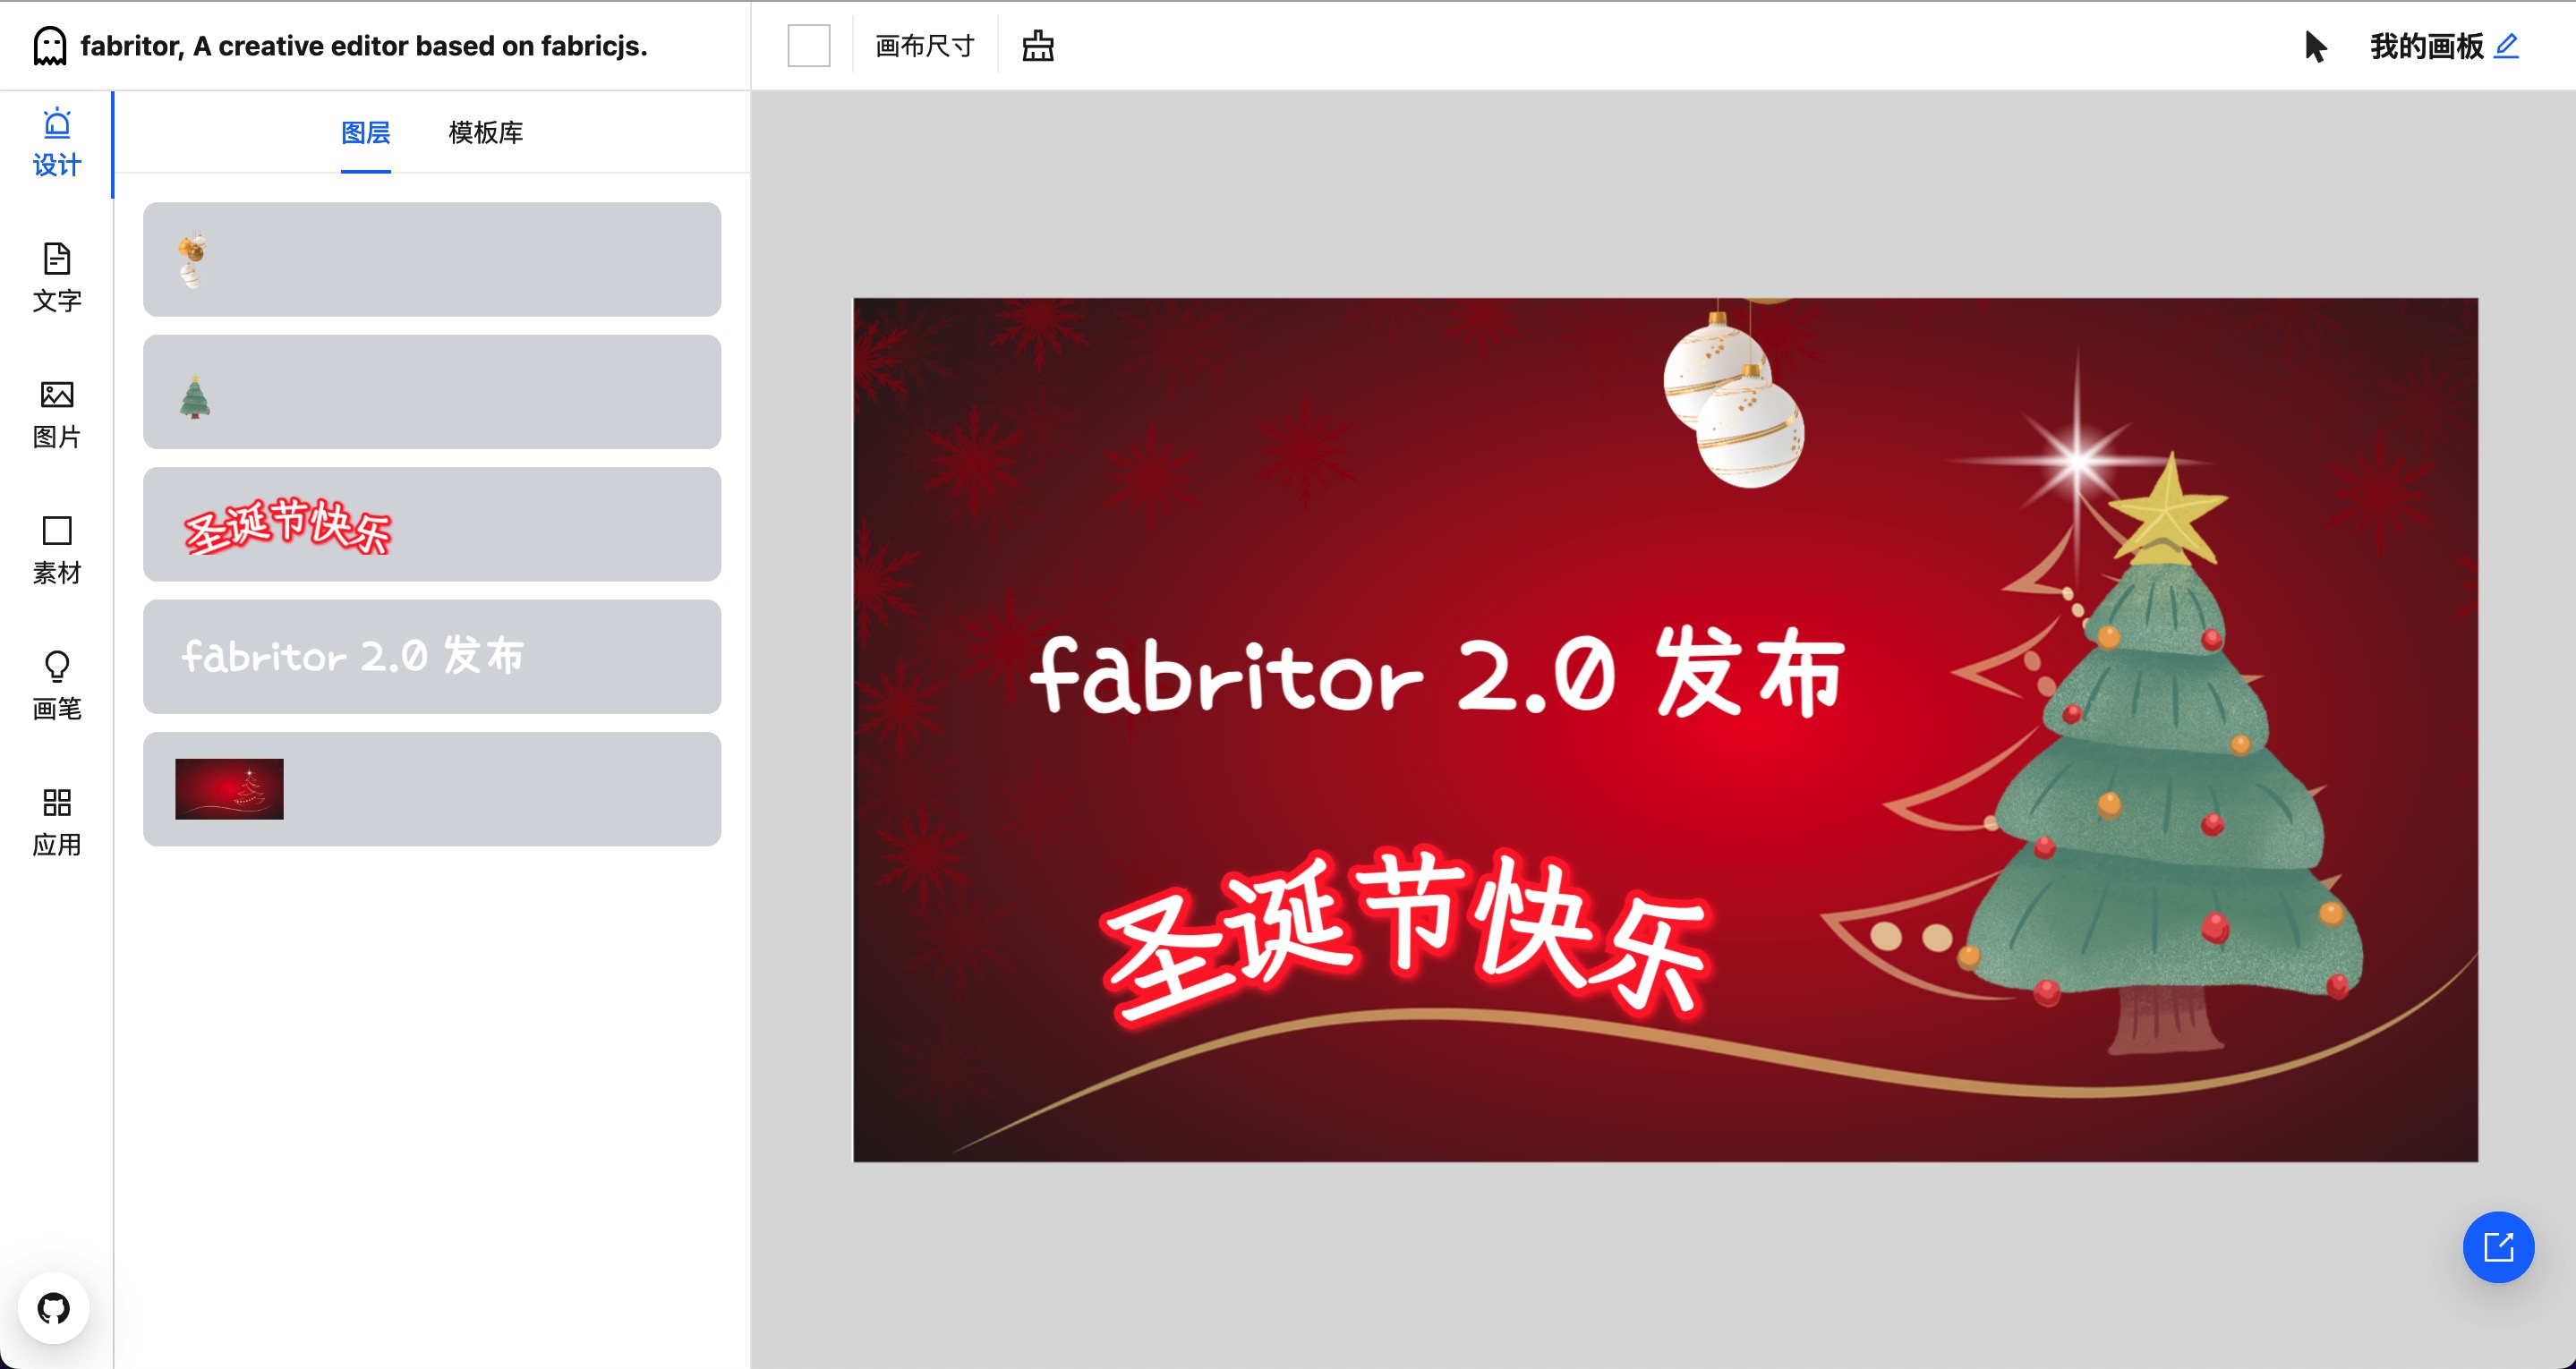 fabritor, A creative editor based on fabricjs.
画布尺寸
我的画板
设计
文字
图片
素材
画笔
应用
图层
模板库
圣诞节快乐
fabritor 2.0 发布
fabritor 2.0 发布
圣诞节快乐